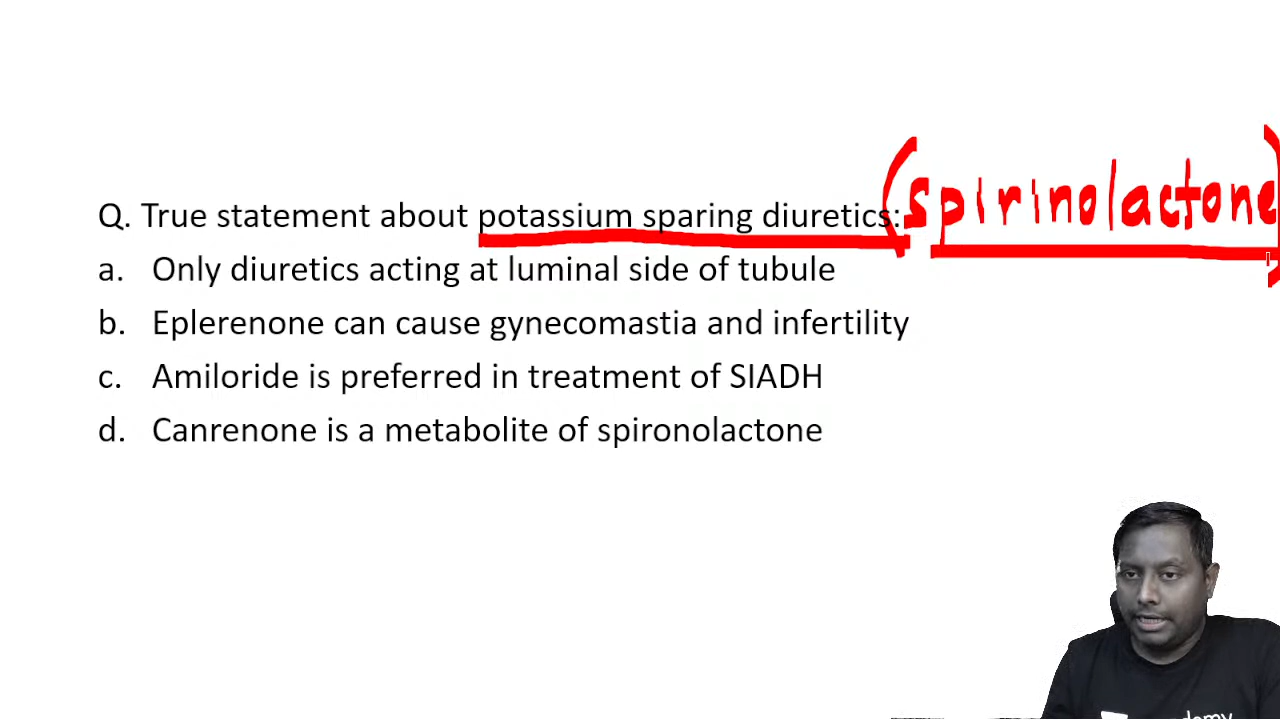 (spirinolactone)
Q. True statement about potassium sparing diuretics:
a. Only diuretics acting at luminal side of tubule
b. Eplerenone can cause gynecomastia and infertility
c. Amiloride is preferred in treatment of SIADH
d. Canrenone is a metabolite of spironolactone